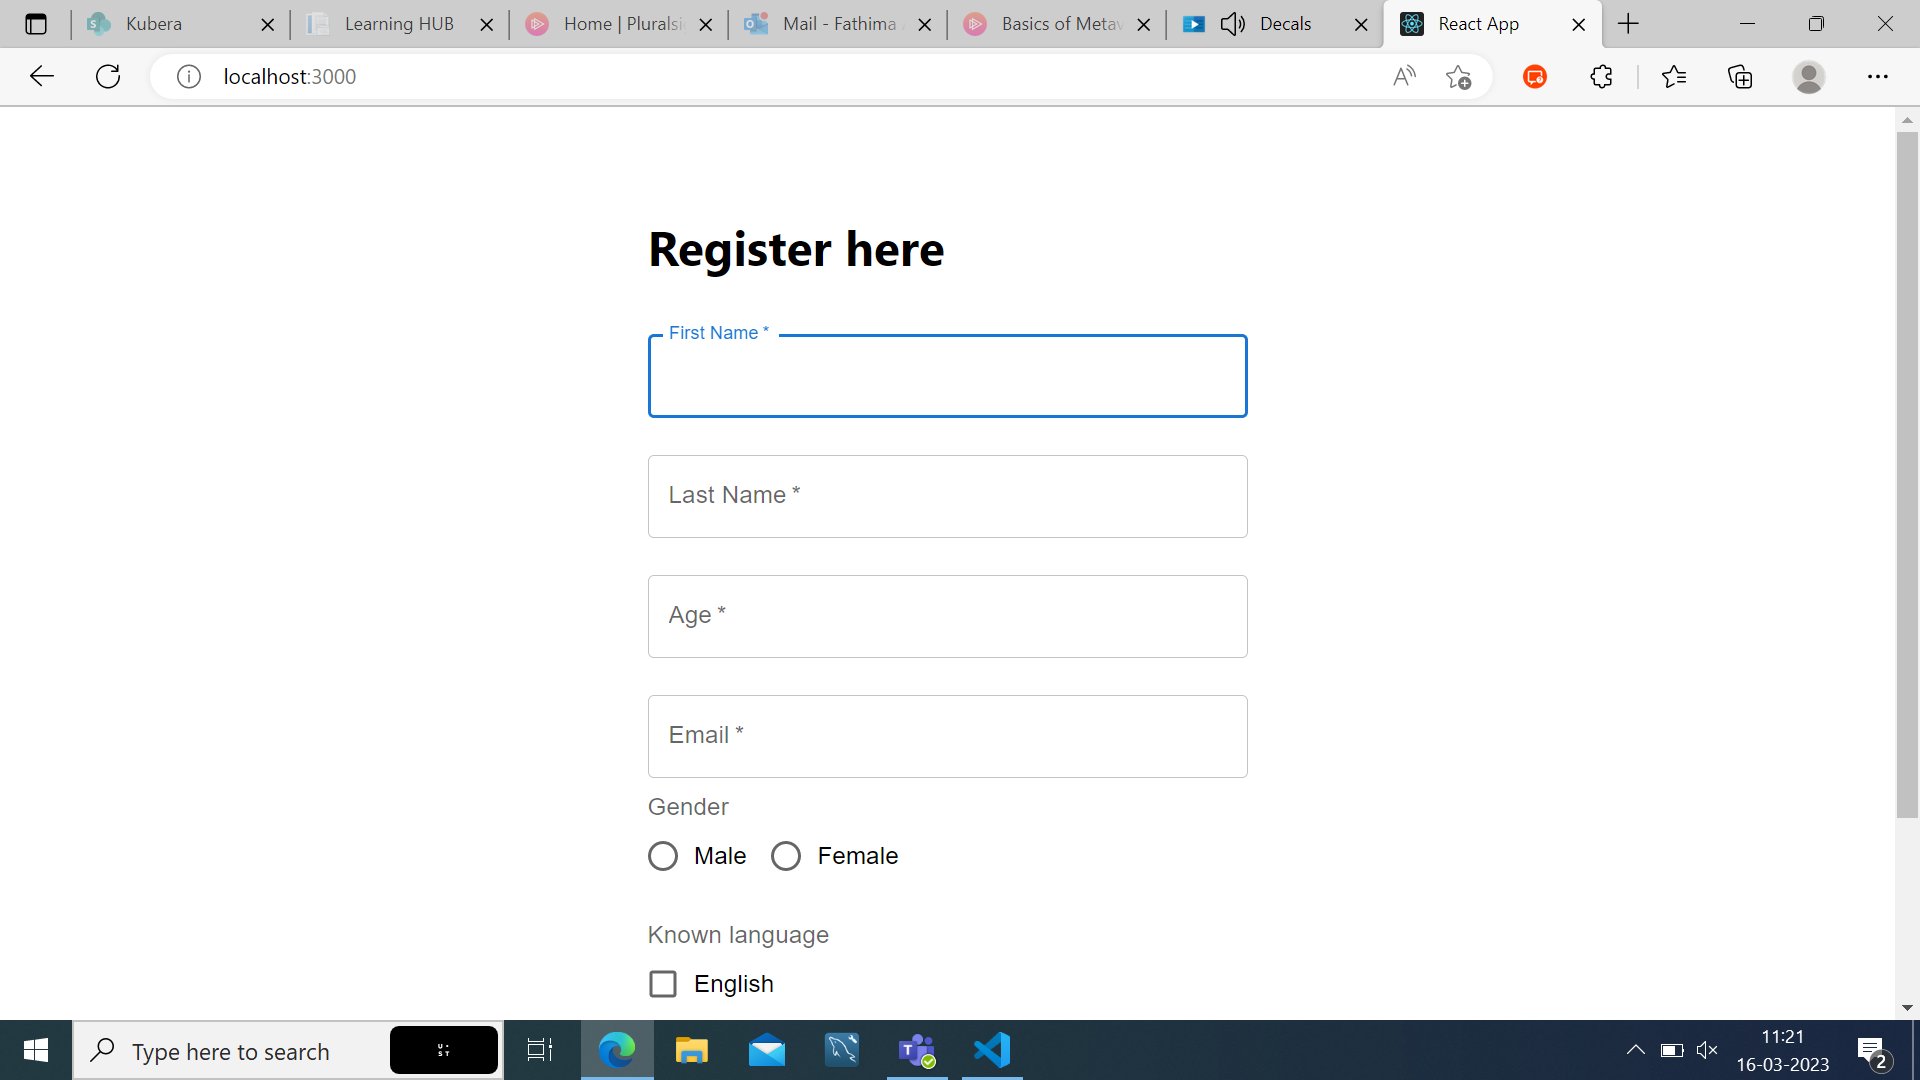 Kubera
Learning HUB
Home | Pluralsi
Mail - Fathima
Basics of Metav
Decals
React App
localhost:3000
Register here
First Name *
Last Name *
Age *
Email *
Gender
Male
Female
Known language
English
Type here to search
U
ST
11:21
16-03-2023
2